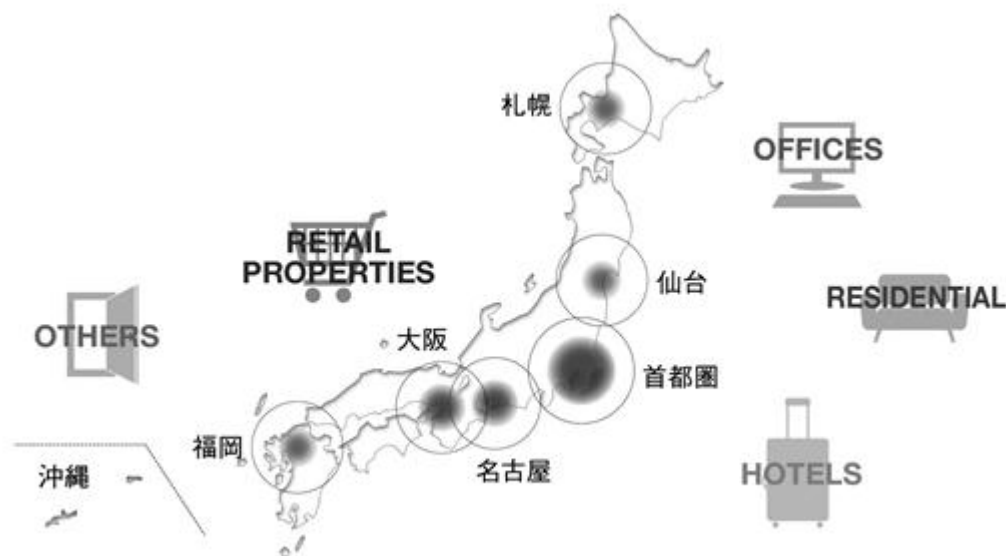 札幌
OFFICES
RETAIL
PROPERTIES
仙台
RESIDENTIAL
OTHERS
大阪
首都圏
福岡
名古屋
沖縄
HOTELS